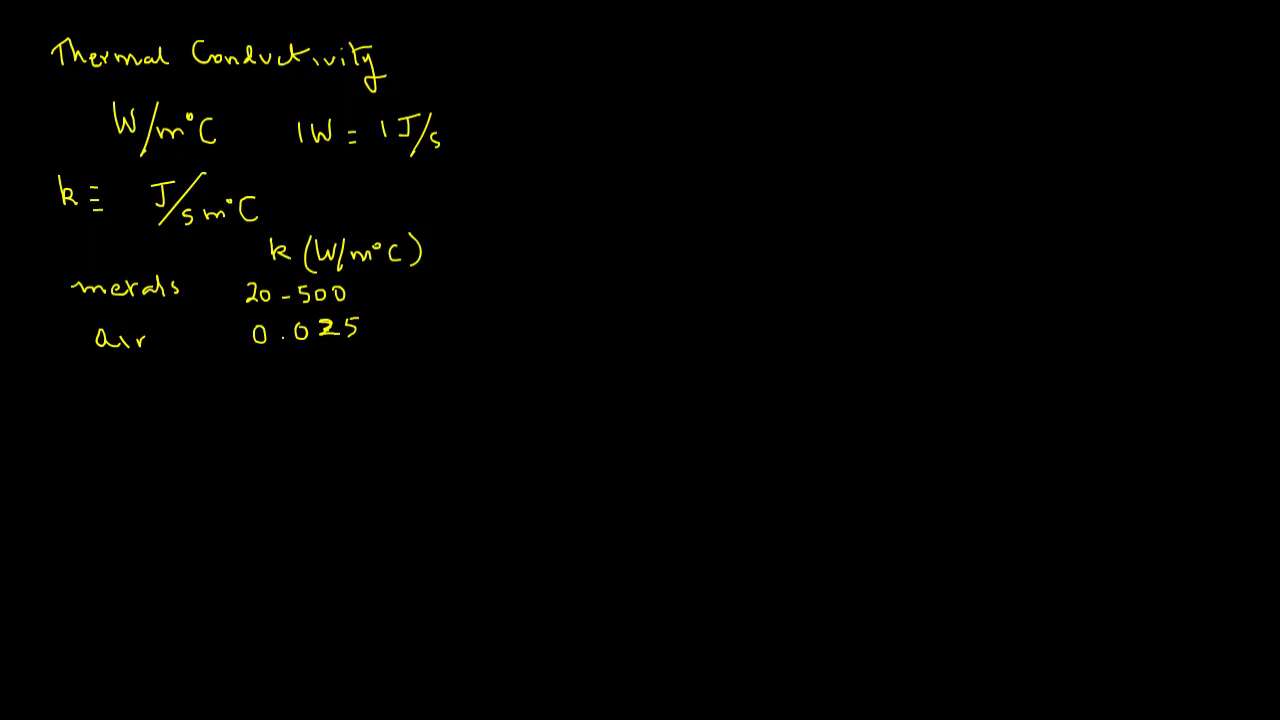 Thermal Conductivity
W/m°C 1W = 1 J/s
k ≡ J/s m°C
k (W/m°C)
metals 20 - 500
air 0.025